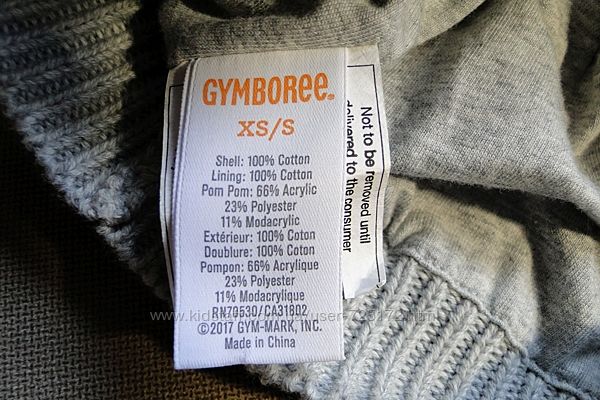 GYMBOREE
XS/S
Shell: 100% Cotton
Lining: 100% Cotton
Pom Pom: 66% Acrylic
23% Polyester
11% Modacrylic
Extérieur: 100% Coton
Doublure: 100% Coton
Pompon: 66% Acrylique
23% Polyester
11% Modacrylique
RN70530/CA31802
©2017 GYM-MARK, INC.
Made in China
Not to be removed until
delivered to the consumer